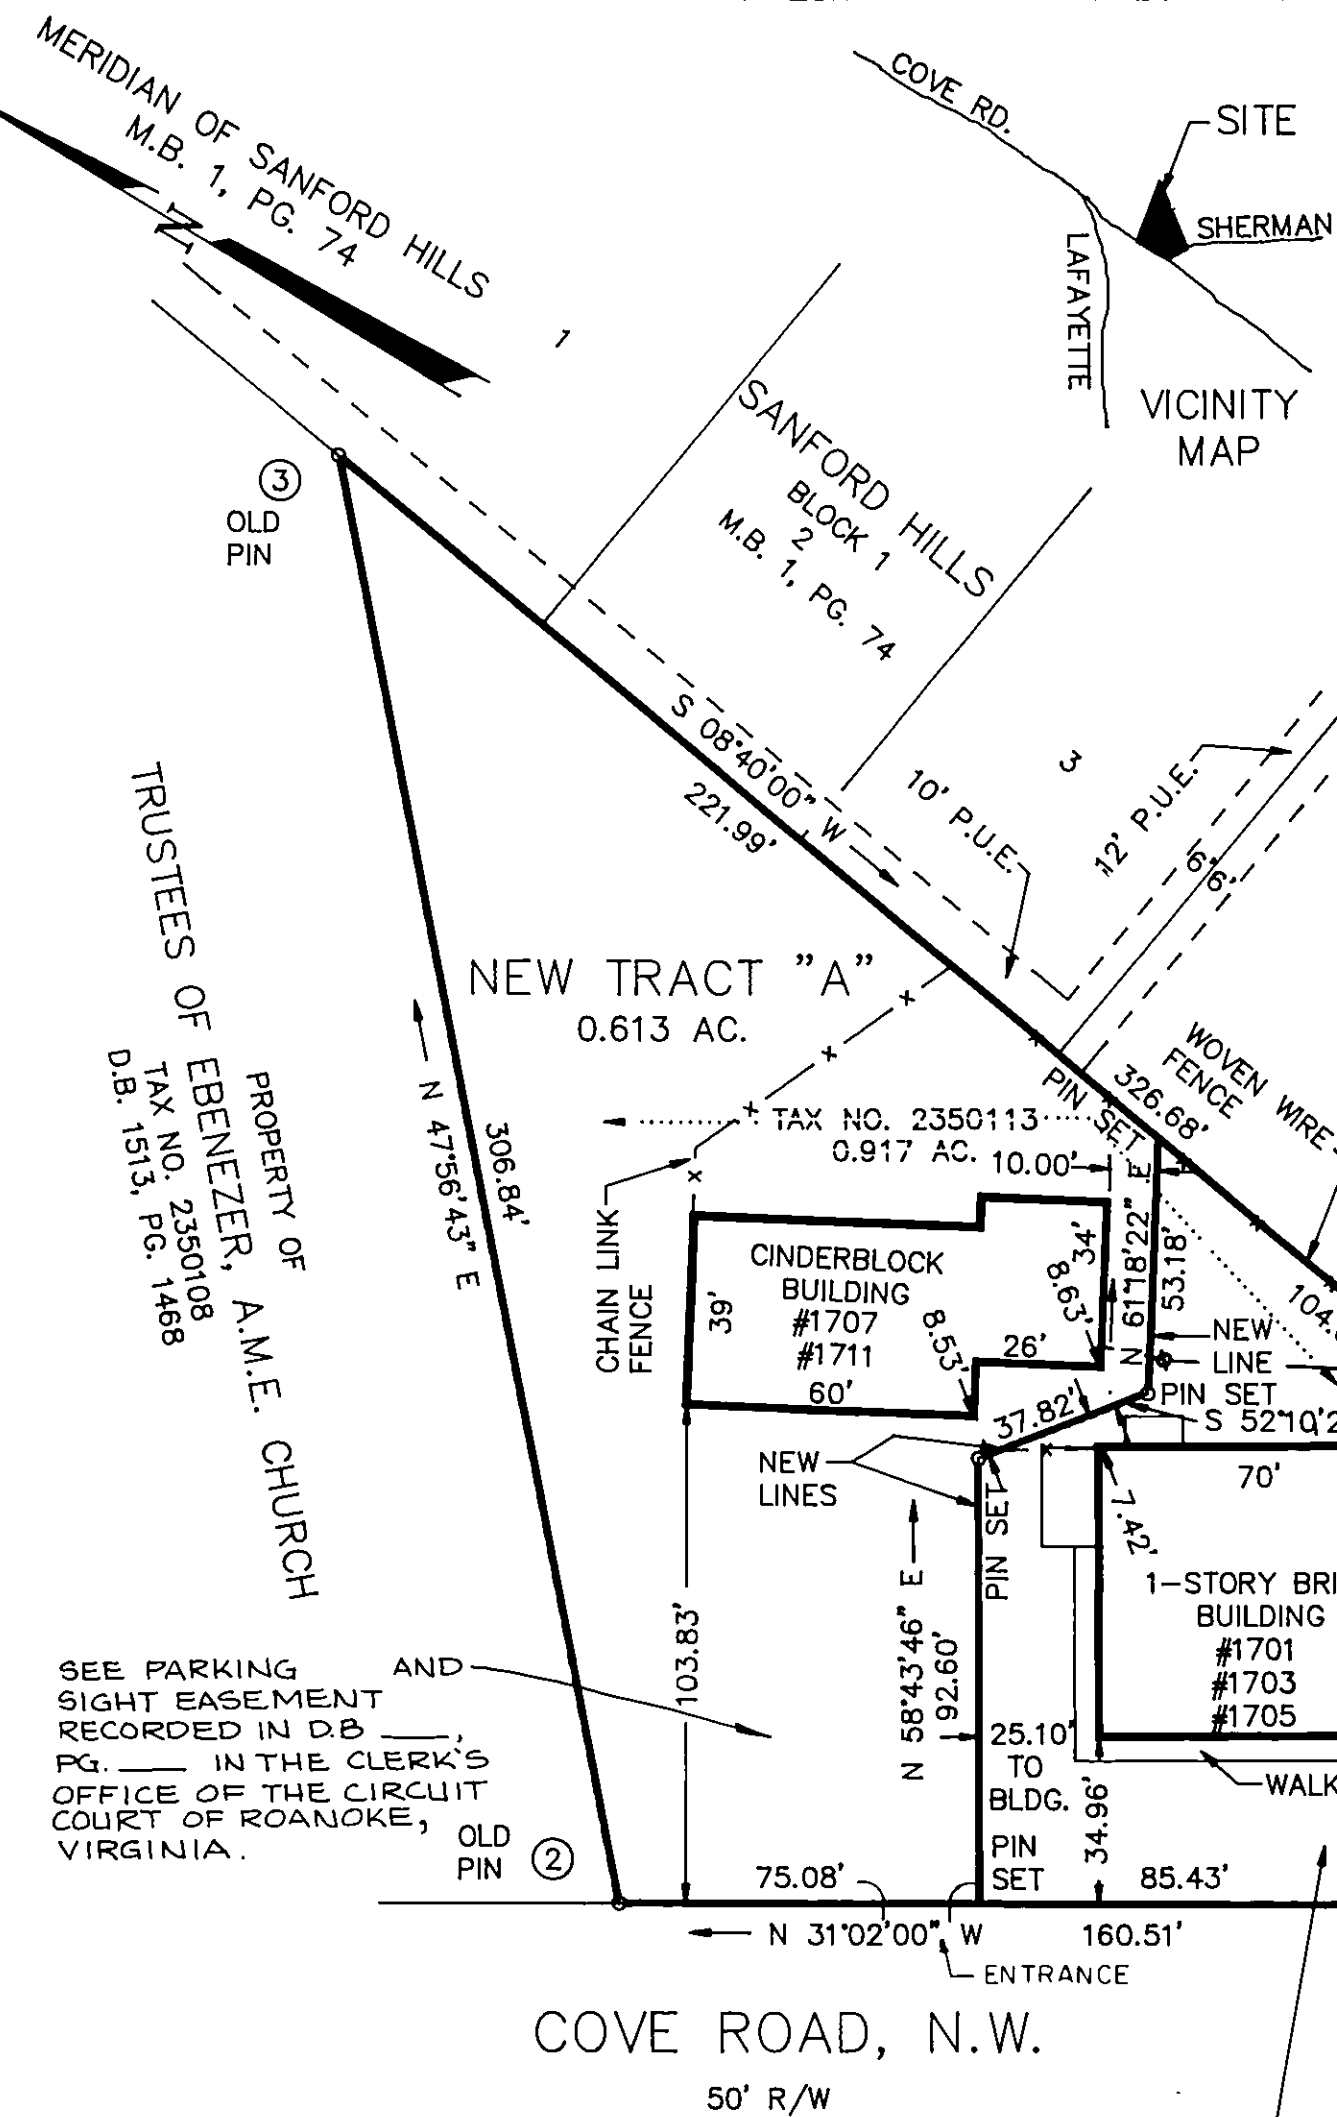 MERIDIAN OF SANFORD HILLS
M.B. 1, PG. 74
N
COVE RD.
SITE
SHERMAN
LAFAYETTE
VICINITY
MAP
1
SANFORD HILLS
BLOCK 1
2
M.B. 1, PG. 74
3
OLD
PIN
S 08°40'00" W
221.99'
10' P.U.E.
3
12' P.U.E.
6'
6'
NEW TRACT "A"
0.613 AC.
WOVEN WIRE
FENCE
326.68'
PIN SET
TAX NO. 2350113
0.917 AC.
10.00'
TRUSTEES OF EBENEZER, A.M.E. CHURCH
PROPERTY OF
TAX NO. 2350108
D.B. 1513, PG. 1468
N 47°56'43" E
306.84'
CHAIN LINK
FENCE
CINDERBLOCK
BUILDING
#1707
#1711
60'
39'
34'
8.63'
8.53'
26'
N 61°18'22" E
53.18'
104.
NEW
LINE
PIN SET
S 52°10'2
37.82'
NEW
LINES
PIN SET
70'
7.42'
1-STORY BRI
BUILDING
#1701
#1703
#1705
WALK
103.83'
N 58°43'46" E
92.60'
25.10'
TO
BLDG.
PIN
SET
34.96'
SEE PARKING AND
SIGHT EASEMENT
RECORDED IN D.B ___,
PG. ___ IN THE CLERK'S
OFFICE OF THE CIRCUIT
COURT OF ROANOKE,
VIRGINIA.
OLD
PIN
2
75.08'
85.43'
N 31°02'00" W
160.51'
ENTRANCE
COVE ROAD, N.W.
50' R/W